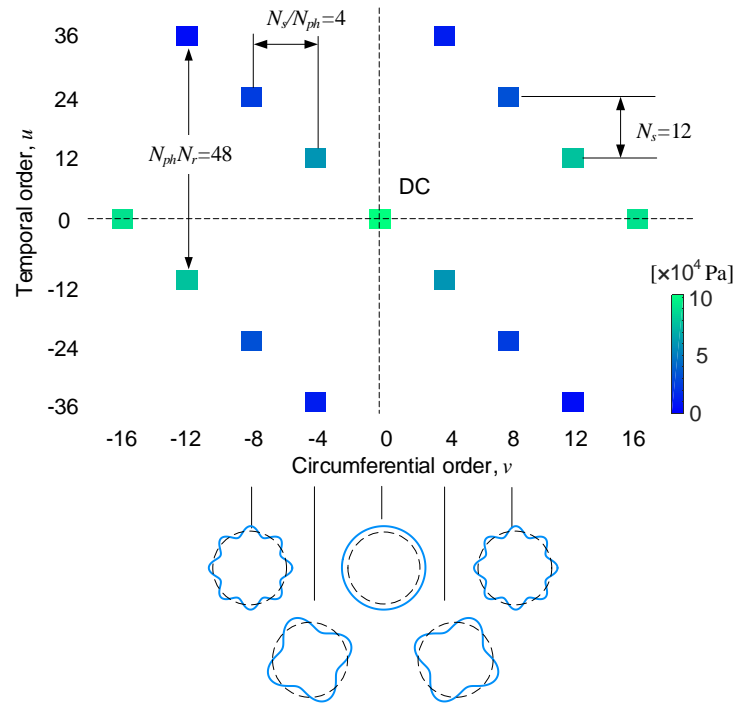 36
24
12
0
-12
-24
-36
Temporal order, u
N_s/N_ph=4
N_phN_r=48
N_s=12
DC
[×10^4 Pa]
10
5
0
-16 -12 -8 -4 0 4 8 12 16
Circumferential order, v